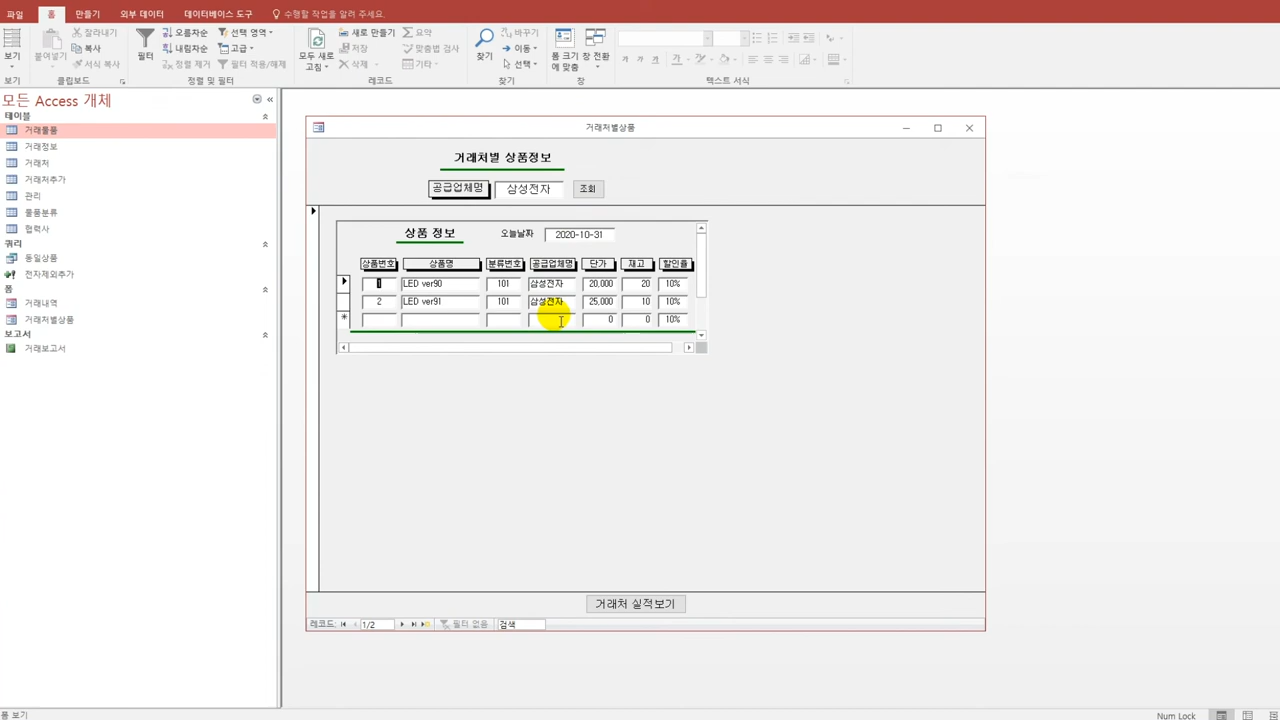 파일 홈 만들기 외부 데이터 데이터베이스 도구 수행할 작업을 알려 주세요.
보기
보기
붙여넣기
잘라내기
복사
서식 복사
클립보드
필터
오름차순
내림차순
정렬 제거
선택 영역
고급
필터 적용/해제
정렬 및 필터
모두 새로 고침
새로 만들기
저장
삭제
요약
맞춤법 검사
기타
레코드
찾기
바꾸기
이동
선택
찾기
폼 크기에 맞춤
창 전환
창
텍스트 서식
모든 Access 개체
테이블
거래물품
거래정보
거래처
거래처추가
관리
물품분류
협력사
쿼리
동일상품
전자제외추가
폼
거래내역
거래처별상품
보고서
거래보고서
거래처별상품
거래처별 상품정보
공급업체명 삼성전자 조회
상품 정보 오늘날짜 2020-10-31
상품번호 상품명 분류번호 공급업체명 단가 재고 할인율
1 LED ver90 101 삼성전자 20,000 20 10%
2 LED ver91 101 삼성전자 25,000 10 10%
0 0 10%
거래처 실적보기
레코드: 1/2 필터 없음 검색
폼 보기 Num Lock